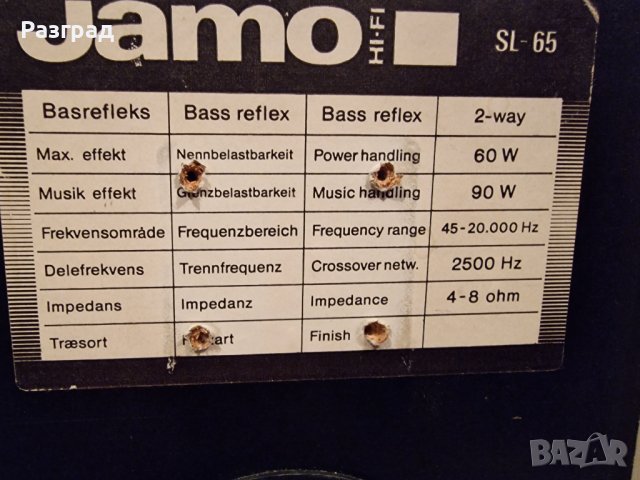 Разград
Jamo HI-FI SL-65
Basrefleks Bass reflex Bass reflex 2-way
Max. effekt Nennbelastbarkeit Power handling 60 W
Musik effekt Grenzbelastbarkeit Music handling 90 W
Frekvensområde Frequenzbereich Frequency range 45-20.000 Hz
Delefrekvens Trennfrequenz Crossover netw. 2500 Hz
Impedans Impedanz Impedance 4-8 ohm
Træsort Finish
BAZAR